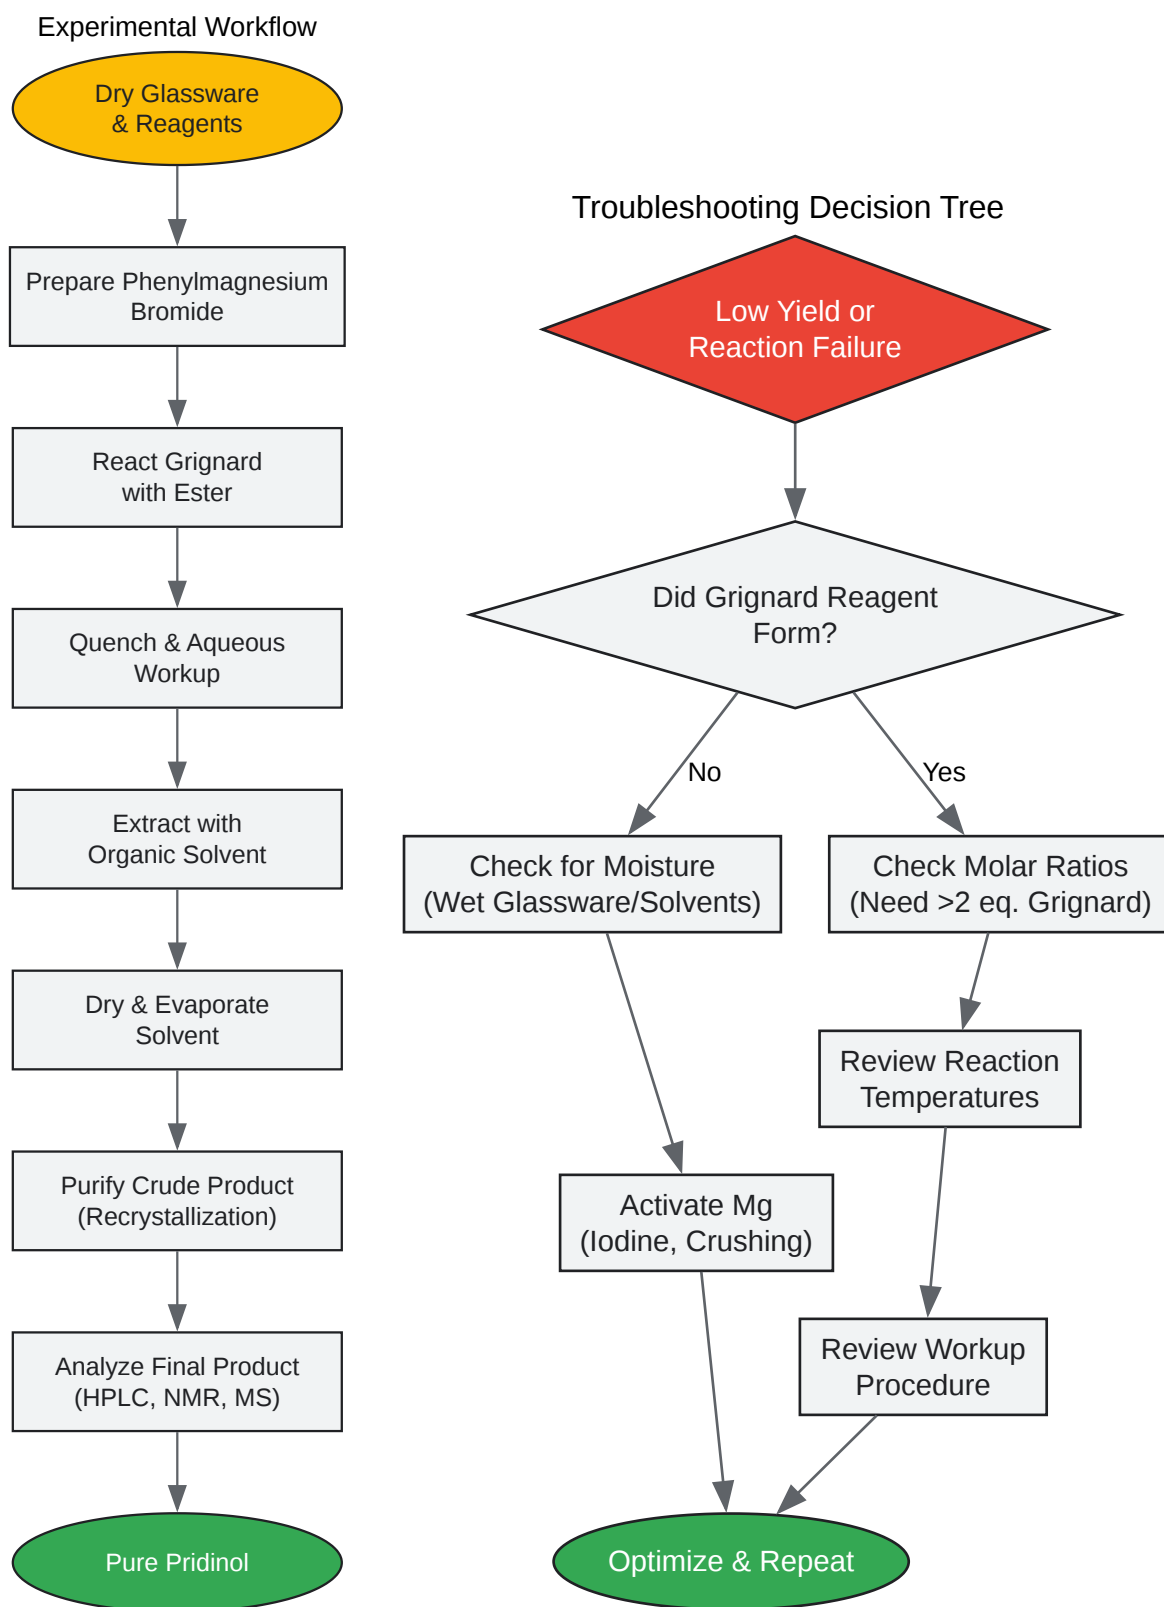 Experimental Workflow
Dry Glassware
& Reagents
Prepare Phenylmagnesium
Bromide
React Grignard
with Ester
Quench & Aqueous
Workup
Extract with
Organic Solvent
Dry & Evaporate
Solvent
Purify Crude Product
(Recrystallization)
Analyze Final Product
(HPLC, NMR, MS)
Pure Pridinol
Troubleshooting Decision Tree
Low Yield or
Reaction Failure
Did Grignard Reagent
Form?
No
Yes
Check for Moisture
(Wet Glassware/Solvents)
Check Molar Ratios
(Need >2 eq. Grignard)
Review Reaction
Temperatures
Activate Mg
(Iodine, Crushing)
Review Workup
Procedure
Optimize & Repeat